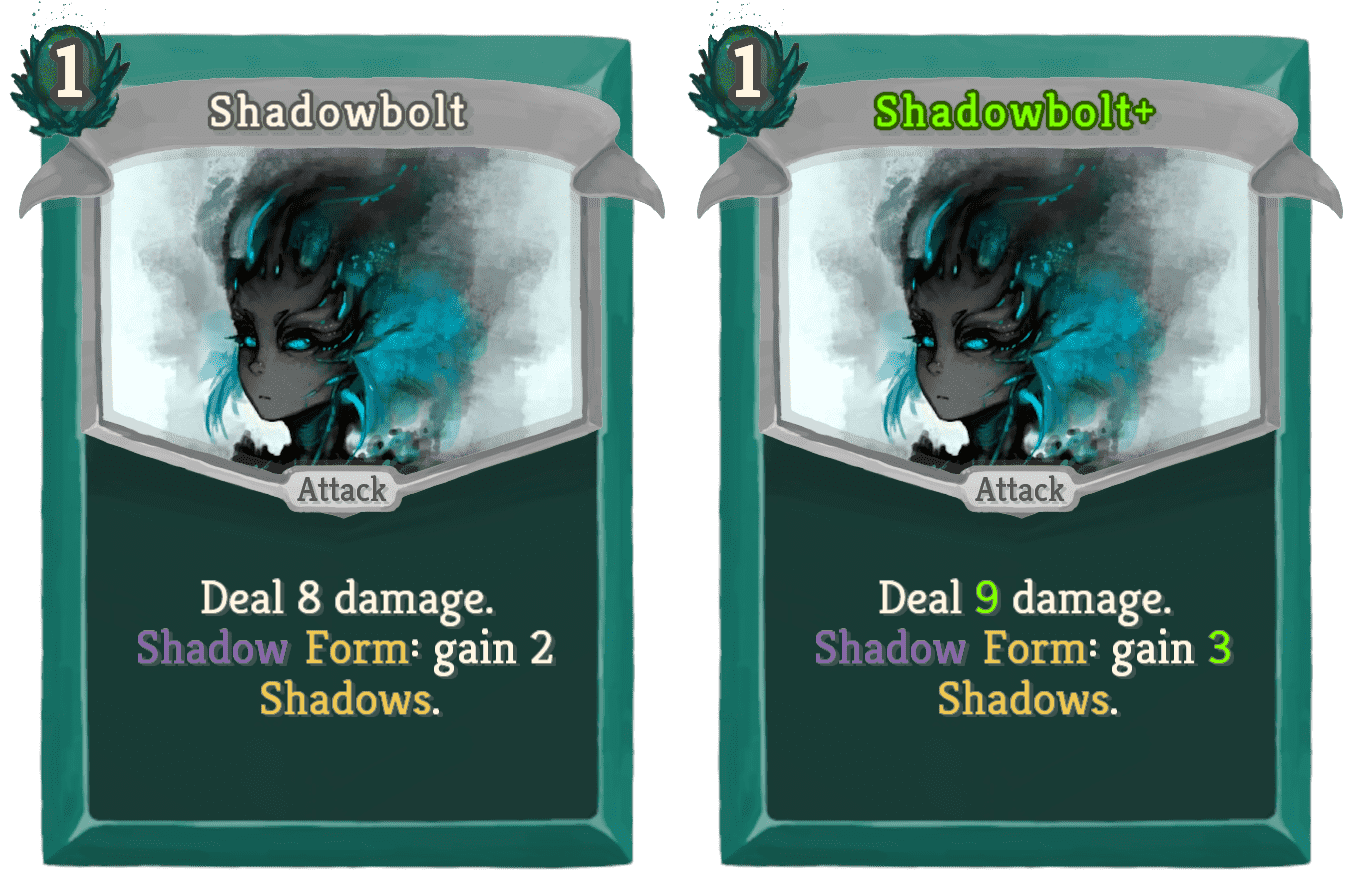 1
Shadowbolt
Attack
Deal 8 damage.
Shadow Form: gain 2
Shadows.
1
Shadowbolt+
Attack
Deal 9 damage.
Shadow Form: gain 3
Shadows.